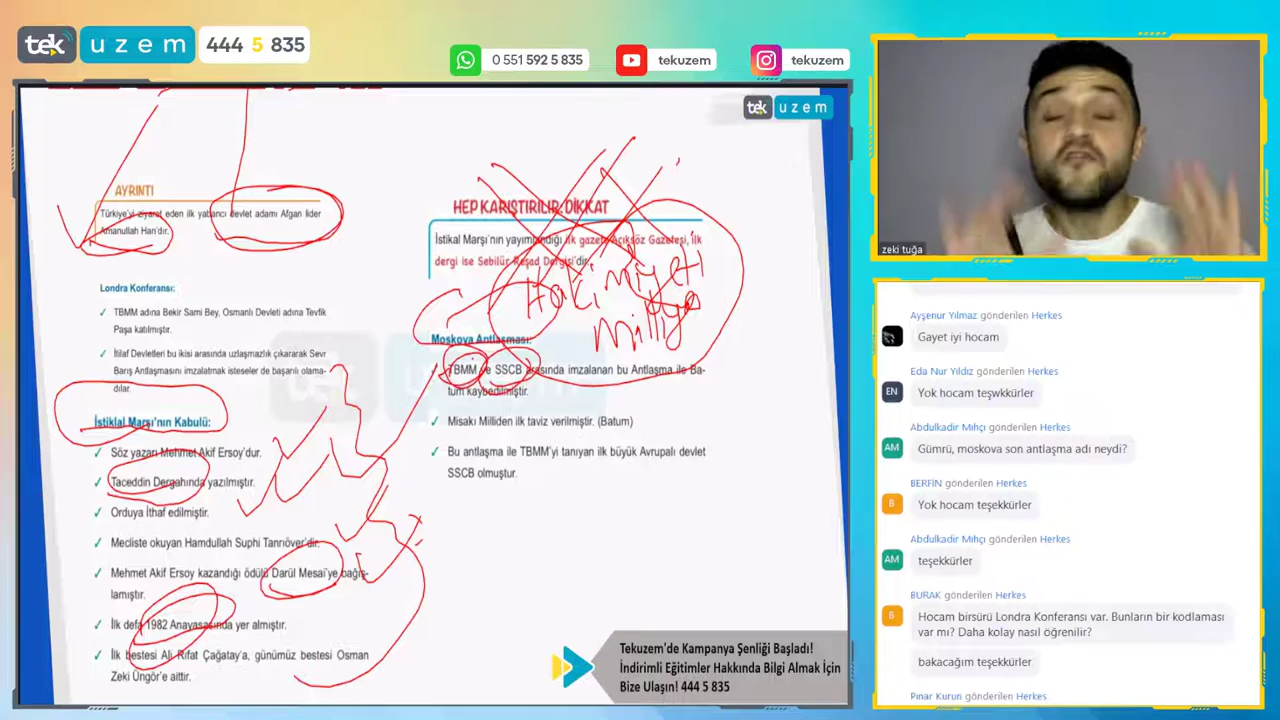 tek
uzem
444 5 835
0 551 592 5 835
tekuzem
tekuzem
tek uzem
AYRINTI
Türkiye'yi ziyaret eden ilk yabancı devlet adamı Afgan lider
Amanullah Han'dır.
Londra Konferansı:
✓ TBMM adına Bekir Sami Bey, Osmanlı Devleti adına Tevfik
Paşa katılmıştır.
✓ İtilaf Devletleri bu ikisi arasında uzlaşmazlık çıkararak Sevr
Barış Antlaşmasını imzalatmak isteseler de başarılı olama-
dılar.
İstiklal Marşı'nın Kabulü:
✓ Söz yazarı Mehmet Akif Ersoy'dur.
✓ Taceddin Dergahında yazılmıştır.
✓ Orduya İthaf edilmiştir.
✓ Mecliste okuyan Hamdullah Suphi Tanrıöver'dir.
✓ Mehmet Akif Ersoy kazandığı ödülü Darül Mesai'ye bağış-
lamıştır.
✓ İlk defa 1982 Anayasasında yer almıştır.
✓ İlk bestesi Ali Rıfat Çağatay'a, günümüz bestesi Osman
Zeki Üngör'e aittir.
HEP KARIŞTIRILIR, DİKKAT
İstikal Marşı'nın yayımlandığı ilk gazete Açıksöz Gazetesi, ilk
dergi ise Sebilür Reşad Dergisi'dir.
Hakimiyeti
Milliye
Moskova Antlaşması:
✓ TBMM ve SSCB arasında imzalanan bu Antlaşma ile Ba-
tum kaybedilmiştir.
✓ Misakı Milliden ilk taviz verilmiştir. (Batum)
✓ Bu antlaşma ile TBMM'yi tanıyan ilk büyük Avrupalı devlet
SSCB olmuştur.
Tekuzem'de Kampanya Şenliği Başladı!
İndirimli Eğitimler Hakkında Bilgi Almak İçin
Bize Ulaşın! 444 5 835
zeki tuğa
Ayşenur Yılmaz gönderilen Herkes
Gayet iyi hocam
Eda Nur Yıldız gönderilen Herkes
EN
Yok hocam teşwkkürler
Abdulkadir Mıhçı gönderilen Herkes
AM
Gümrü, moskova son antlaşma adı neydi?
BERFİN gönderilen Herkes
B
Yok hocam teşekkürler
Abdulkadir Mıhçı gönderilen Herkes
AM
teşekkürler
BURAK gönderilen Herkes
B
Hocam birsürü Londra Konferansı var. Bunların bir kodlaması
var mı? Daha kolay nasıl öğrenilir?
bakacağım teşekkürler
Pınar Kurun gönderilen Herkes